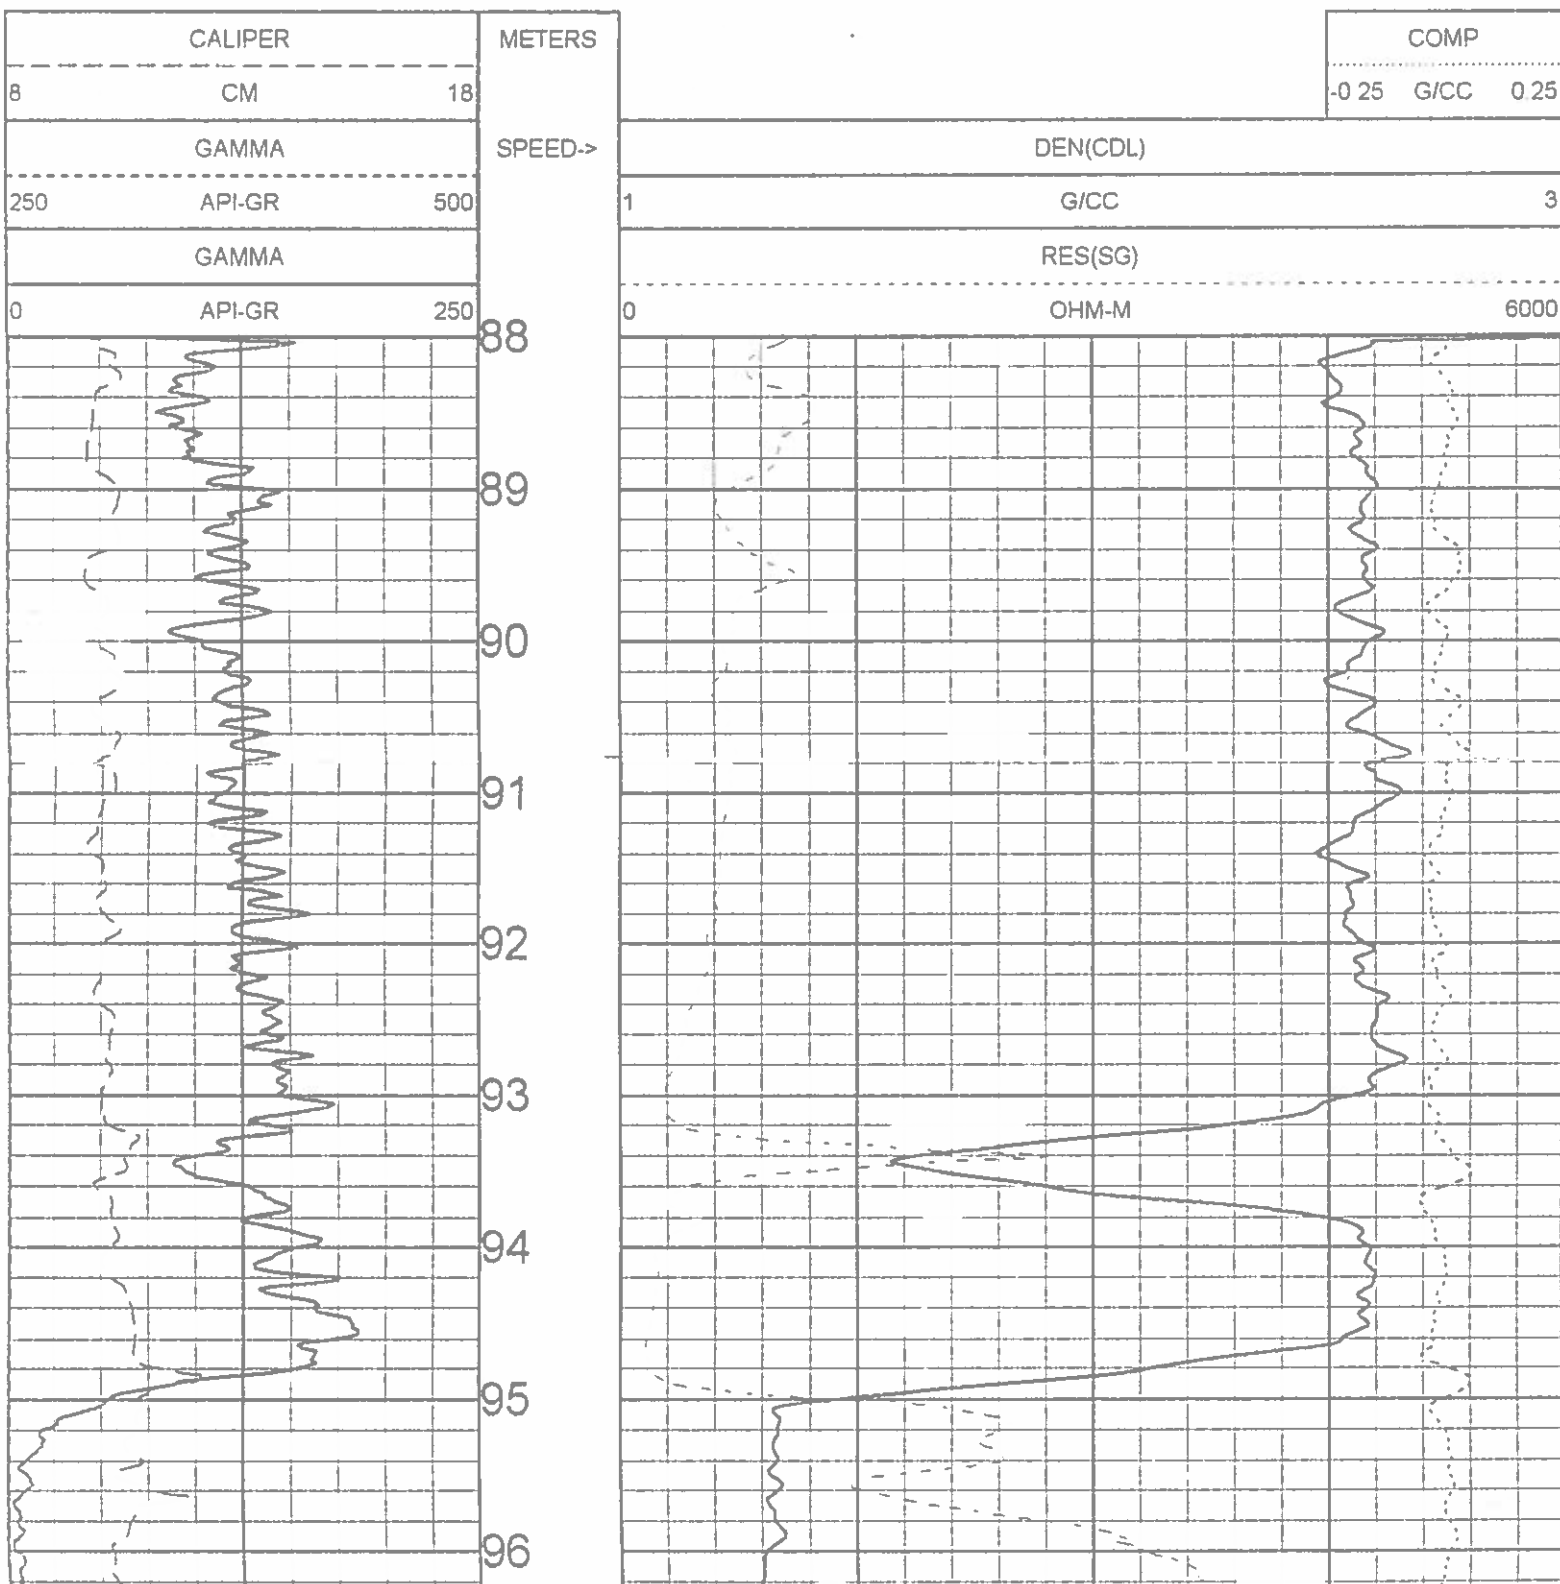 CALIPER METERS COMP
8 CM 18 -0 25 G/CC 0.25
GAMMA SPEED-> DEN(CDL)
250 API-GR 500 1 G/CC 3
GAMMA RES(SG)
0 API-GR 250 0 OHM-M 6000
88
89
90
91
92
93
94
95
96